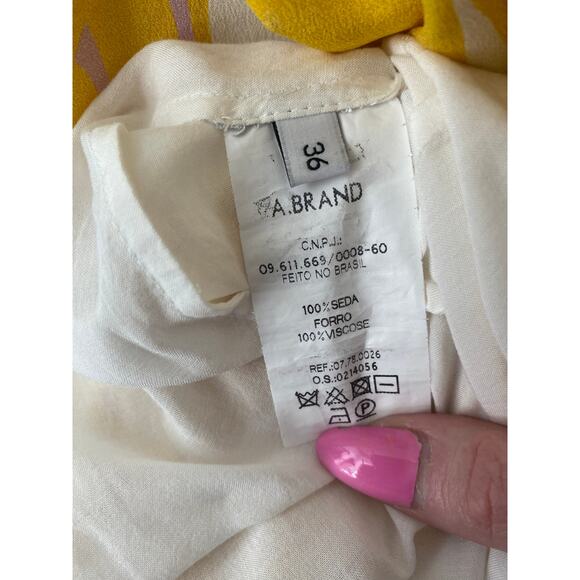 36
A.BRAND
C.N.P.J.:
09.611.669/0008-60
FEITO NO BRASIL
100%SEDA
FORRO
100%VISCOSE
REF.:07.78.0026
O.S.:0214056
P